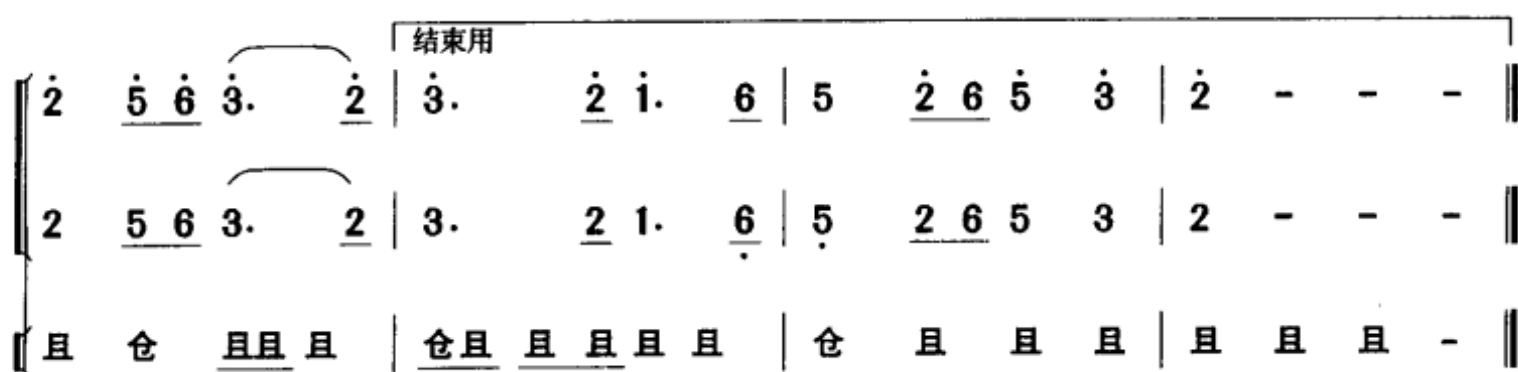 结束用
2̇ 5̇ 6̇ 3̇. 2̇ | 3̇. 2̇ 1̇. 6 | 5 2̇ 6 5̇ 3̇ | 2̇ - - - ‖
2 5 6 3. 2 | 3. 2 1. 6̣ | 5̣ 2 6 5 3 | 2 - - - ‖
且 仓 且且 且 | 仓且 且 且 且 且 | 仓 且 且 且 | 且 且 且 - ‖